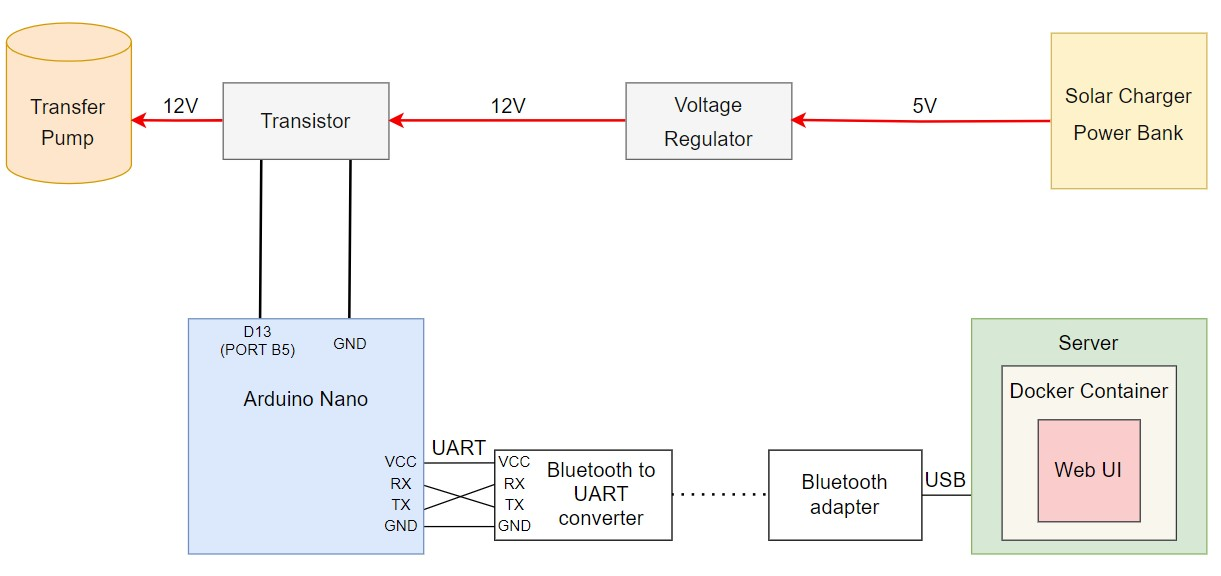 Transfer
Pump
12V
Transistor
12V
Voltage
Regulator
5V
Solar Charger
Power Bank
D13
(PORT B5)
GND
Arduino Nano
VCC
RX
TX
GND
UART
VCC
RX
TX
GND
Bluetooth to
UART
converter
Bluetooth
adapter
USB
Server
Docker Container
Web UI